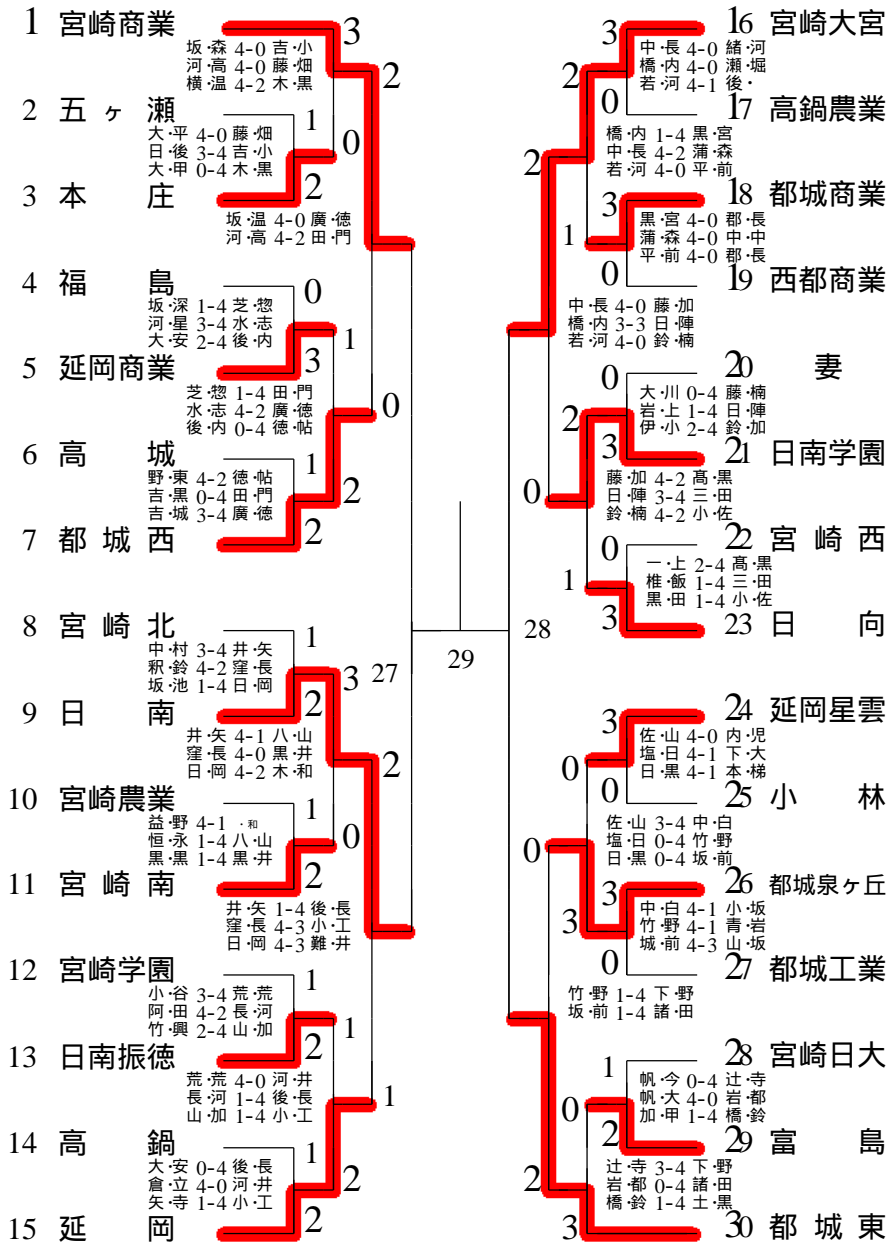 1 宮崎商業
3
坂・森 4-0 吉・小
河・高 4-0 藤・畑
横・温 4-2 木・黒
2
2 五ヶ瀬
1
大・平 4-0 藤・畑
日・後 3-4 吉・小
大・甲 0-4 木・黒
0
3 本庄
2
坂・温 4-0 廣・徳
河・高 4-2 田・門
4 福島
0
坂・深 1-4 芝・惣
河・星 3-4 水・志
大・安 2-4 後・内
1
5 延岡商業
3
芝・惣 1-4 田・門
水・志 4-2 廣・徳
後・内 0-4 徳・帖
0
6 高城
1
野・東 4-2 徳・帖
吉・黒 0-4 田・門
吉・城 3-4 廣・徳
2
7 都城西
2
8 宮崎北
1
中・村 3-4 井・矢
釈・鈴 4-2 窪・長
坂・池 1-4 日・岡
3
27
9 日南
2
井・矢 4-1 八・山
窪・長 4-0 黒・井
日・岡 4-2 木・和
2
10 宮崎農業
1
益・野 4-1 ・和
恒・永 1-4 八・山
黒・黒 1-4 黒・井
0
11 宮崎南
2
井・矢 1-4 後・長
窪・長 4-3 小・工
日・岡 4-3 難・井
12 宮崎学園
1
小・谷 3-4 荒・荒
阿・田 4-2 長・河
竹・興 2-4 山・加
1
13 日南振徳
2
荒・荒 4-0 河・井
長・河 1-4 後・長
山・加 1-4 小・工
1
14 高鍋
1
大・安 0-4 後・長
倉・立 4-0 河・井
矢・寺 1-4 小・工
2
15 延岡
2
29
28
16 宮崎大宮
3
中・長 4-0 緒・河
橋・内 4-0 瀬・堀
若・河 4-1 後・
2
17 高鍋農業
0
橋・内 1-4 黒・宮
中・長 4-2 蒲・森
若・河 4-0 平・前
2
18 都城商業
3
黒・宮 4-0 郡・長
蒲・森 4-0 中・中
平・前 4-0 郡・長
1
19 西都商業
0
中・長 4-0 藤・加
橋・内 3-3 日・陣
若・河 4-0 鈴・楠
20 妻
0
大・川 0-4 藤・楠
岩・上 1-4 日・陣
伊・小 2-4 鈴・加
2
21 日南学園
3
藤・加 4-2 髙・黒
日・陣 3-4 三・田
鈴・楠 4-2 小・佐
0
22 宮崎西
0
一・上 2-4 髙・黒
椎・飯 1-4 三・田
黒・田 1-4 小・佐
1
23 日向
3
24 延岡星雲
3
佐・山 4-0 内・児
塩・日 4-1 下・大
日・黒 4-1 本・梯
0
25 小林
0
佐・山 3-4 中・白
塩・日 0-4 竹・野
日・黒 0-4 坂・前
0
26 都城泉ヶ丘
3
中・白 4-1 小・坂
竹・野 4-1 青・岩
城・前 4-3 山・坂
3
27 都城工業
0
竹・野 1-4 下・野
坂・前 1-4 諸・田
28 宮崎日大
1
帆・今 0-4 辻・寺
帆・大 4-0 岩・都
加・甲 1-4 橋・鈴
0
29 富島
2
辻・寺 3-4 下・野
岩・都 0-4 諸・田
橋・鈴 1-4 土・黒
2
30 都城東
3